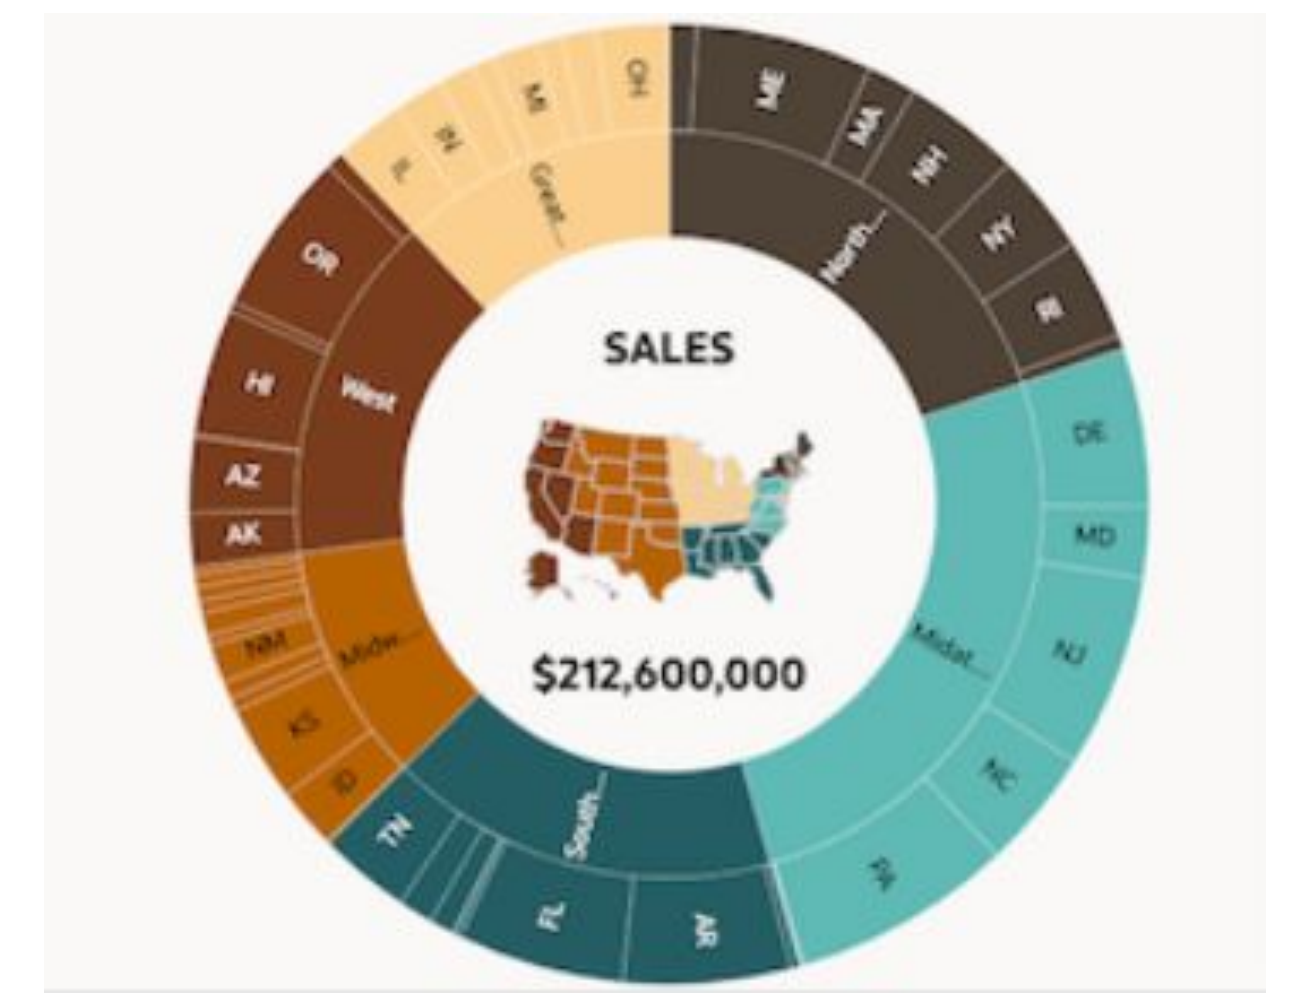 SALES
$212,600,000
North...
ME
MA
NH
NY
RI
Midat...
DE
MD
NJ
NC
PA
South...
AR
FL
TN
Midw...
ID
KS
NM
West
AK
AZ
HI
OR
Great...
IL
IN
MI
OH